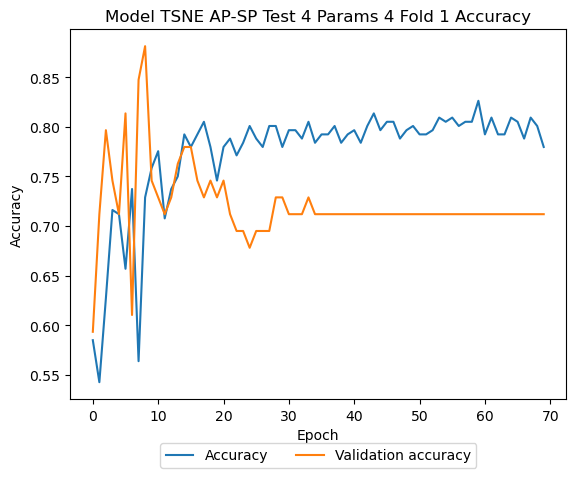 Model TSNE AP-SP Test 4 Params 4 Fold 1 Accuracy
0.85
0.80
0.75
0.70
0.65
0.60
0.55
Accuracy
0 10 20 30 40 50 60 70
Epoch
Accuracy Validation accuracy